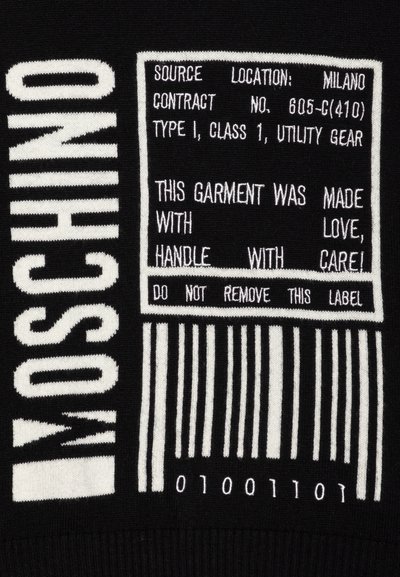 MOSCHINO
SOURCE LOCATION: MILANO
CONTRACT NO. 605-C(410)
TYPE I, CLASS 1, UTILITY GEAR
THIS GARMENT WAS MADE
WITH LOVE,
HANDLE WITH CARE!
DO NOT REMOVE THIS LABEL
01001101